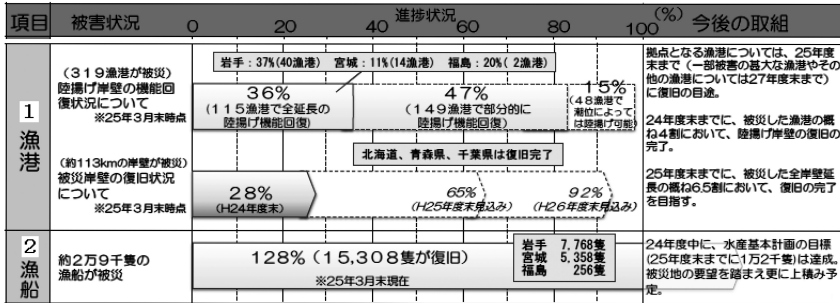 項目 被害状況 進捗状況 (%) 今後の取組
0 20 40 60 80 100
岩手：37%(40漁港) 宮城：11%(14漁港) 福島：20%( 2漁港)
1
漁港
(319漁港が被災)
陸揚げ岸壁の機能回
復状況について
※25年3月末時点
36%
(115漁港で全延長の
陸揚げ機能回復)
47%
(149漁港で部分的に
陸揚げ機能回復)
15%
(48漁港で
潮位によって
は陸揚げ可能)
拠点となる漁港については、25年度
末まで(一部被害の甚大な漁港やその
他の漁港については27年度末まで)
に復旧の目途。
24年度末までに、被災した漁港の概
ね4割において、陸揚げ岸壁の復旧の
完了。
25年度末までに、被災した全岸壁延
長の概ね6.5割において、復旧の完了
を目指す。
北海道、青森県、千葉県は復旧完了
(約113kmの岸壁が被災)
被災岸壁の復旧状況
について
※25年3月末時点
28%
(H24年度末)
65%
(H25年度末見込み)
92%
(H26年度末見込み)
2
漁船
約2万9千隻の
漁船が被災
128% (15,308隻が復旧)
※25年3月末現在
岩手 7,768隻
宮城 5,358隻
福島 256隻
24年度中に、水産基本計画の目標
(25年度末までに1万2千隻)は達成。
被災地の要望を踏まえ更に上積み予
定。